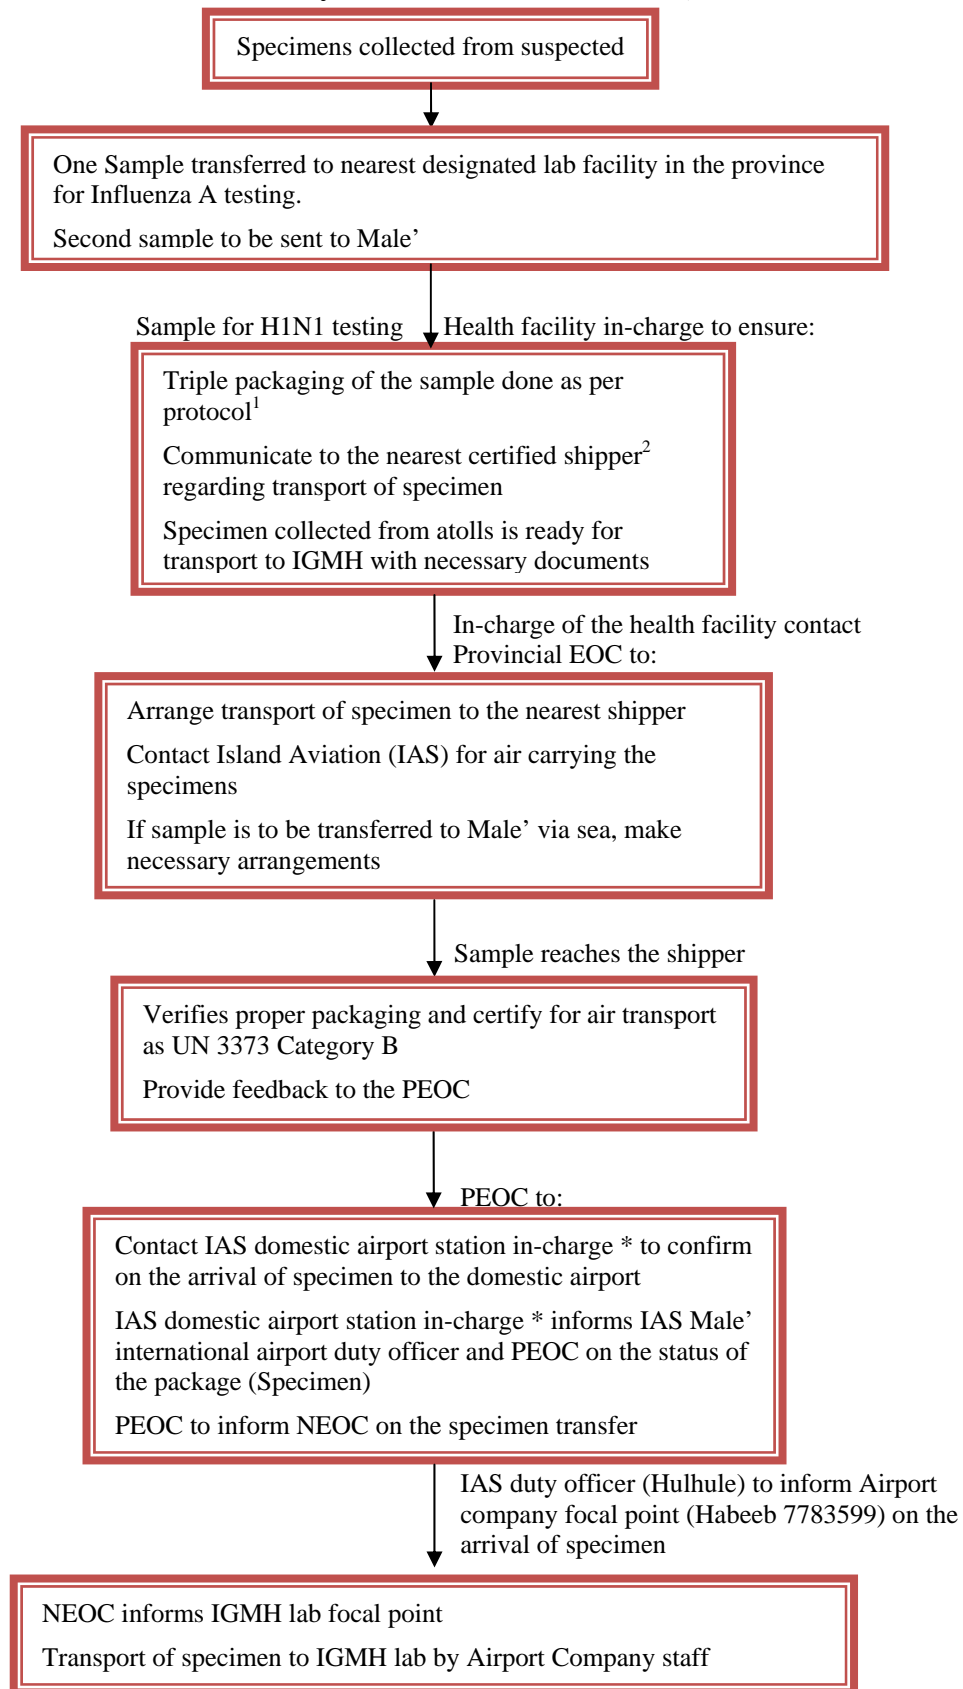 Specimens collected from suspected
One Sample transferred to nearest designated lab facility in the province
for Influenza A testing.
Second sample to be sent to Male’
Sample for H1N1 testing
Health facility in-charge to ensure:
Triple packaging of the sample done as per
protocol1
Communicate to the nearest certified shipper2
regarding transport of specimen
Specimen collected from atolls is ready for
transport to IGMH with necessary documents
In-charge of the health facility contact
Provincial EOC to:
Arrange transport of specimen to the nearest shipper
Contact Island Aviation (IAS) for air carrying the
specimens
If sample is to be transferred to Male’ via sea, make
necessary arrangements
Sample reaches the shipper
Verifies proper packaging and certify for air transport
as UN 3373 Category B
Provide feedback to the PEOC
PEOC to:
Contact IAS domestic airport station in-charge * to confirm
on the arrival of specimen to the domestic airport
IAS domestic airport station in-charge * informs IAS Male’
international airport duty officer and PEOC on the status of
the package (Specimen)
PEOC to inform NEOC on the specimen transfer
IAS duty officer (Hulhule) to inform Airport
company focal point (Habeeb 7783599) on the
arrival of specimen
NEOC informs IGMH lab focal point
Transport of specimen to IGMH lab by Airport Company staff